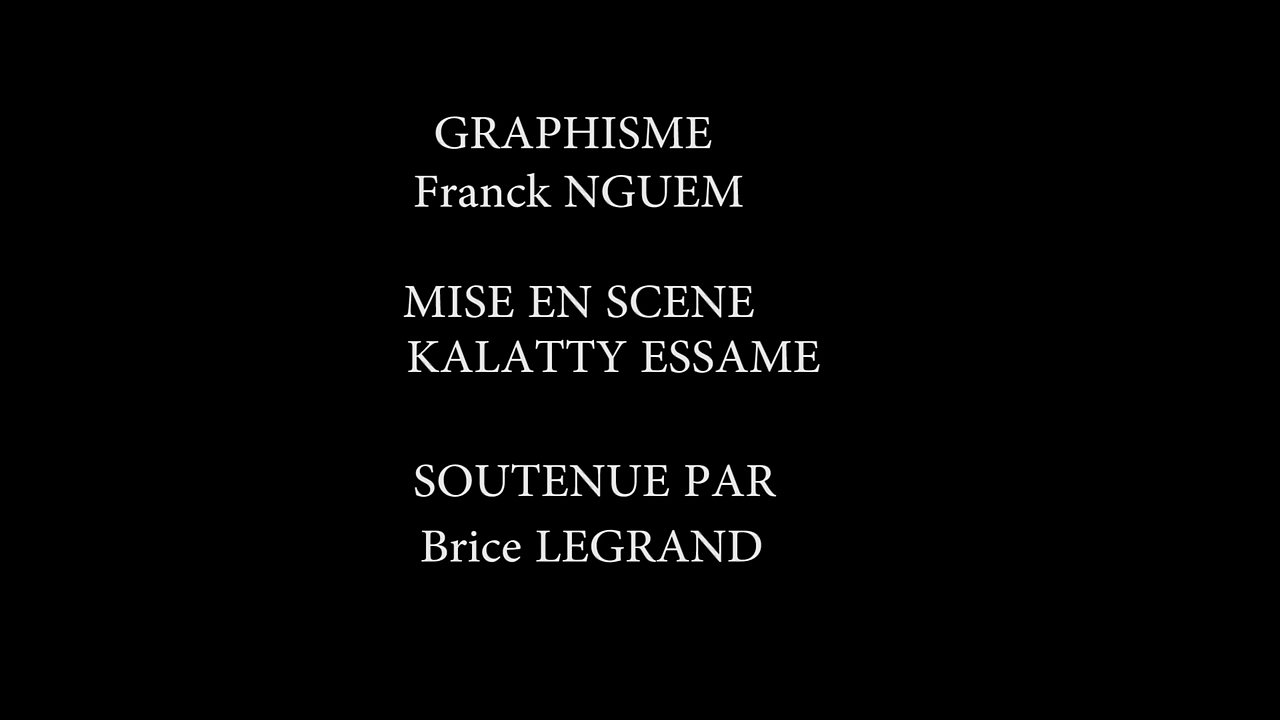 GRAPHISME
Franck NGUEM
MISE EN SCENE
KALATTY ESSAME
SOUTENUE PAR
Brice LEGRAND